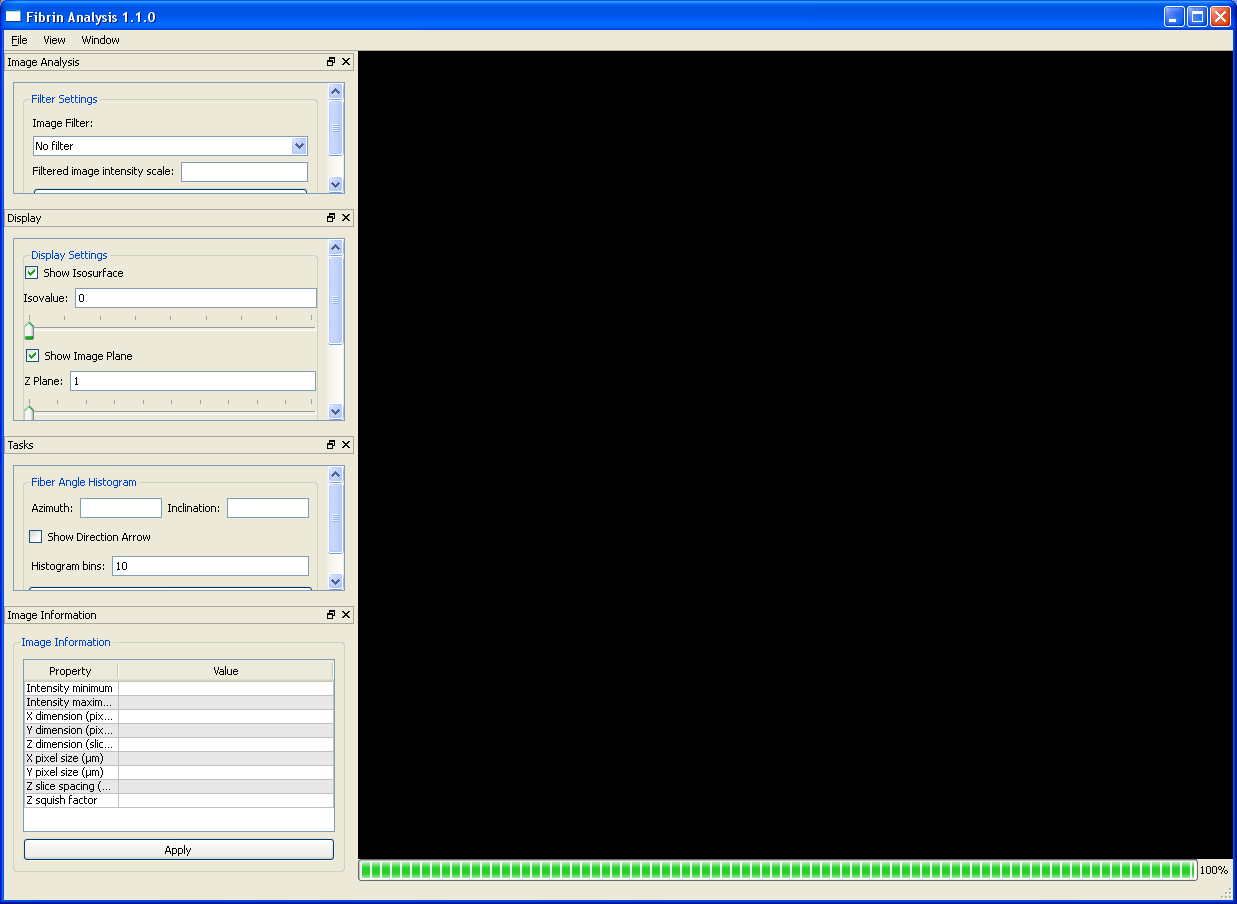 Fibrin Analysis 1.1.0
File View Window
Image Analysis
Filter Settings
Image Filter:
No filter
Filtered image intensity scale:
Display
Display Settings
Show Isosurface
Isovalue: 0
Show Image Plane
Z Plane: 1
Tasks
Fiber Angle Histogram
Azimuth: Inclination:
Show Direction Arrow
Histogram bins: 10
Image Information
Image Information
Property Value
Intensity minimum
Intensity maxim...
X dimension (pix...
Y dimension (pix...
Z dimension (slic...
X pixel size (µm)
Y pixel size (µm)
Z slice spacing (...
Z squish factor
Apply
100%